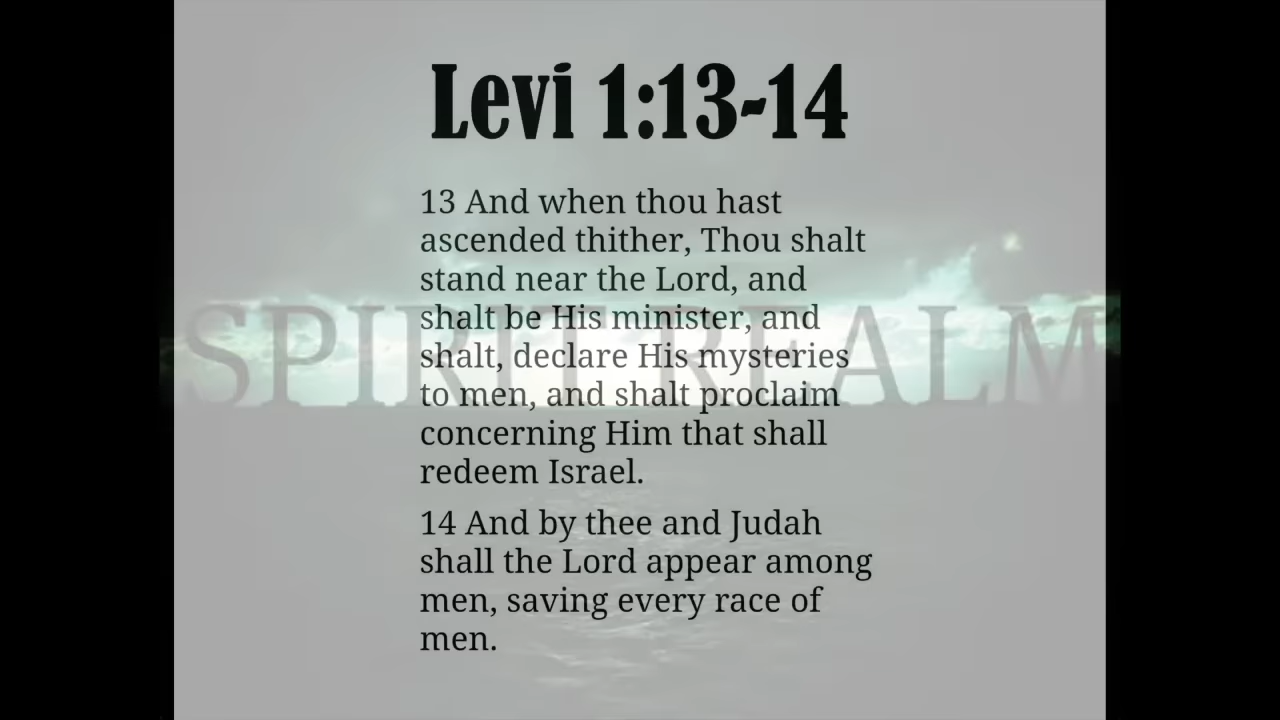 Levi 1:13-14
13 And when thou hast
ascended thither, Thou shalt
stand near the Lord, and
shalt be His minister, and
shalt, declare His mysteries
to men, and shalt proclaim
concerning Him that shall
redeem Israel.
14 And by thee and Judah
shall the Lord appear among
men, saving every race of
men.
SPIRIT REALM